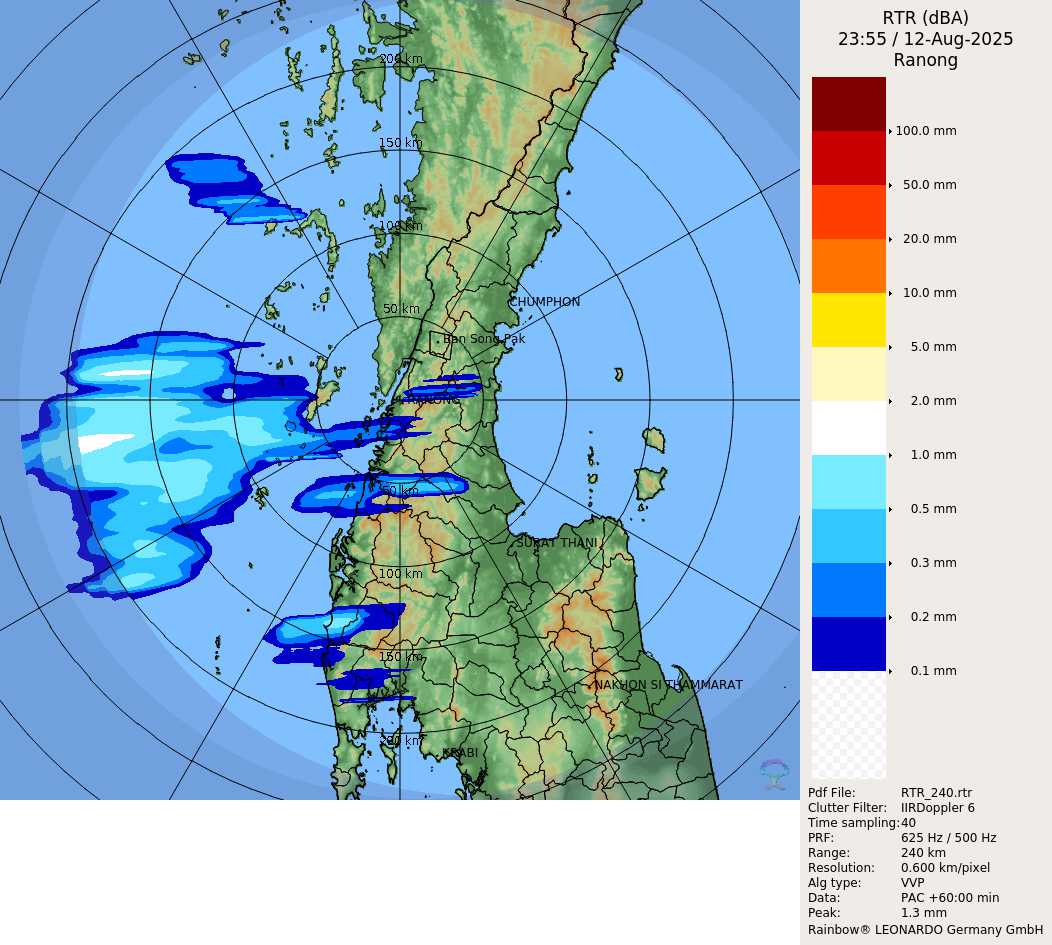 200 km
150 km
100 km
50 km
CHUMPHON
Ban Song Pak
RANONG
50 km
SURAT THANI
100 km
150 km
NAKHON SI THAMMARAT
200 km
KRABI
RTR (dBA)
23:55 / 12-Aug-2025
Ranong
100.0 mm
50.0 mm
20.0 mm
10.0 mm
5.0 mm
2.0 mm
1.0 mm
0.5 mm
0.3 mm
0.2 mm
0.1 mm
Pdf File: RTR_240.rtr
Clutter Filter: IIRDoppler 6
Time sampling: 40
PRF: 625 Hz / 500 Hz
Range: 240 km
Resolution: 0.600 km/pixel
Alg type: VVP
Data: PAC +60:00 min
Peak: 1.3 mm
Rainbow® LEONARDO Germany GmbH